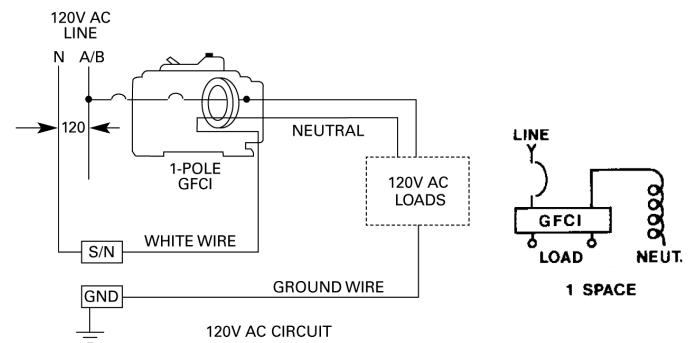 120V AC
LINE
N A/B
120
NEUTRAL
1-POLE
GFCI
120V AC
LOADS
WHITE WIRE
S/N
GND
GROUND WIRE
120V AC CIRCUIT
LINE
GFCI
LOAD NEUT.
1 SPACE